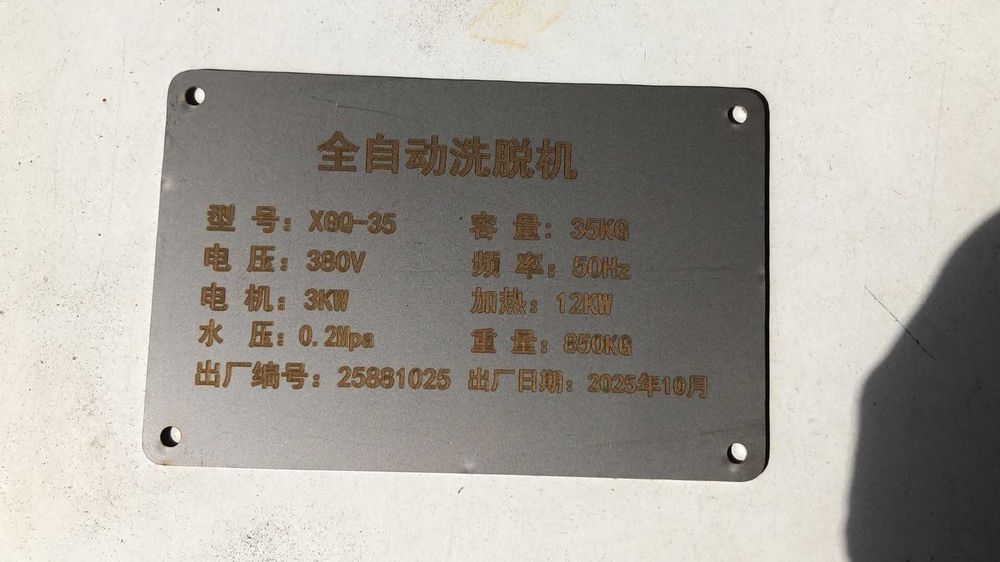 全自动洗脱机
型号：XGQ-35 容量：35KG
电压：380V 频率：50Hz
电机：3KW 加热：12KW
水压：0.2Mpa 重量：850KG
出厂编号：25881025 出厂日期：2025年10月